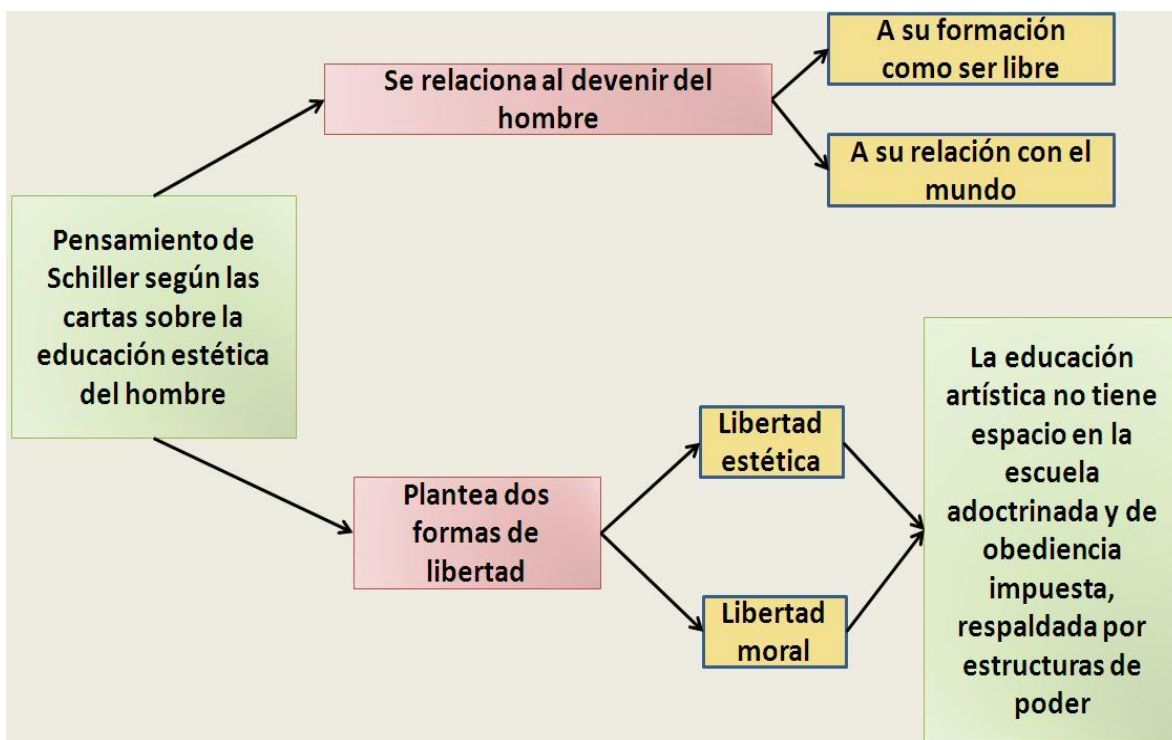 Pensamiento de
Schiller según las
cartas sobre la
educación estética
del hombre
Se relaciona al devenir del
hombre
A su formación
como ser libre
A su relación con el
mundo
Plantea dos
formas de
libertad
Libertad
estética
Libertad
moral
La educación
artística no tiene
espacio en la
escuela
adoctrinada y de
obediencia
impuesta,
respaldada por
estructuras de
poder